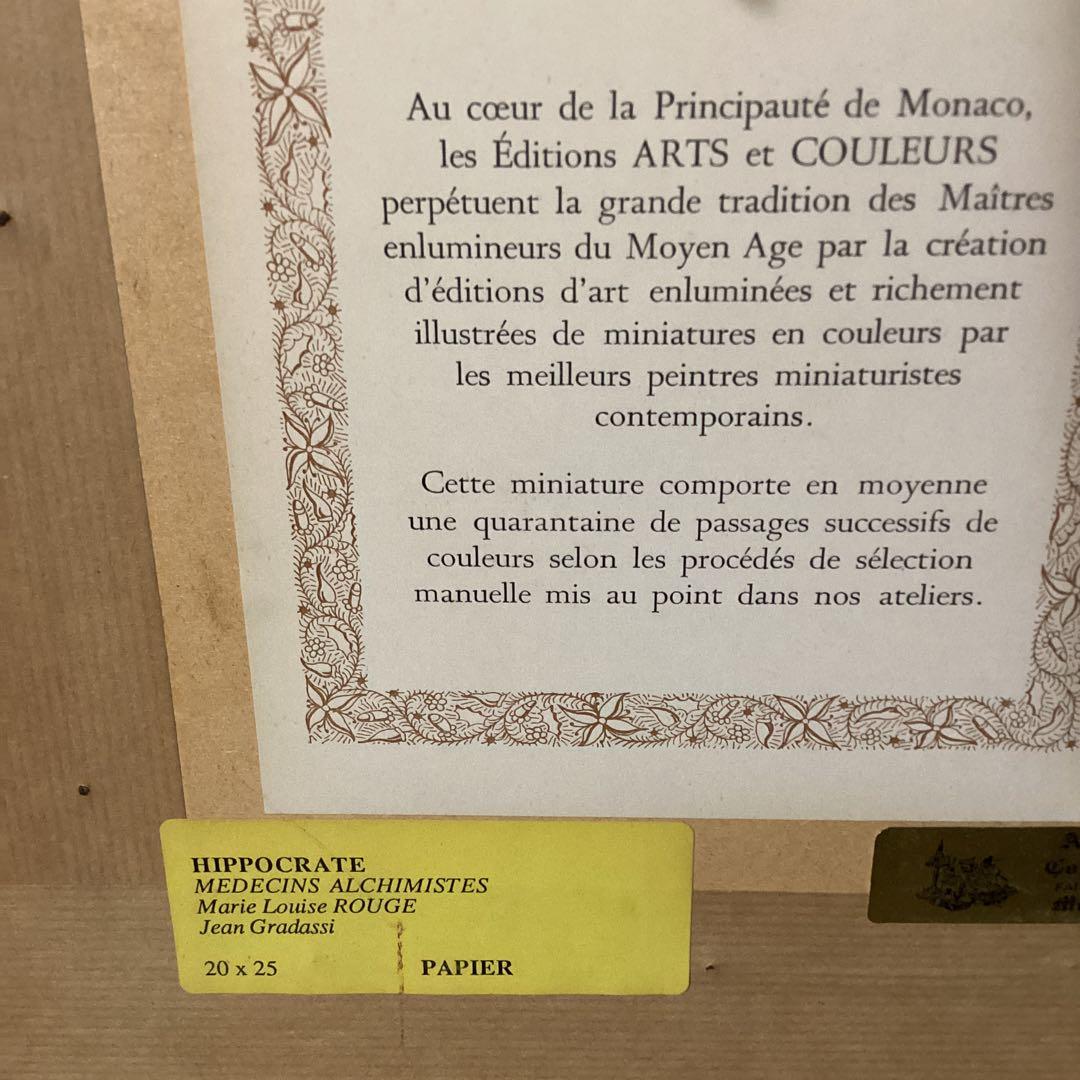 Au cœur de la Principauté de Monaco,
les Éditions ARTS et COULEURS
perpétuent la grande tradition des Maîtres
enlumineurs du Moyen Age par la création
d'éditions d'art enluminées et richement
illustrées de miniatures en couleurs par
les meilleurs peintres miniaturistes
contemporains.
Cette miniature comporte en moyenne
une quarantaine de passages successifs de
couleurs selon les procédés de sélection
manuelle mis au point dans nos ateliers.
HIPPOCRATE
MEDECINS ALCHIMISTES
Marie Louise ROUGE
Jean Gradassi
20 x 25 PAPIER